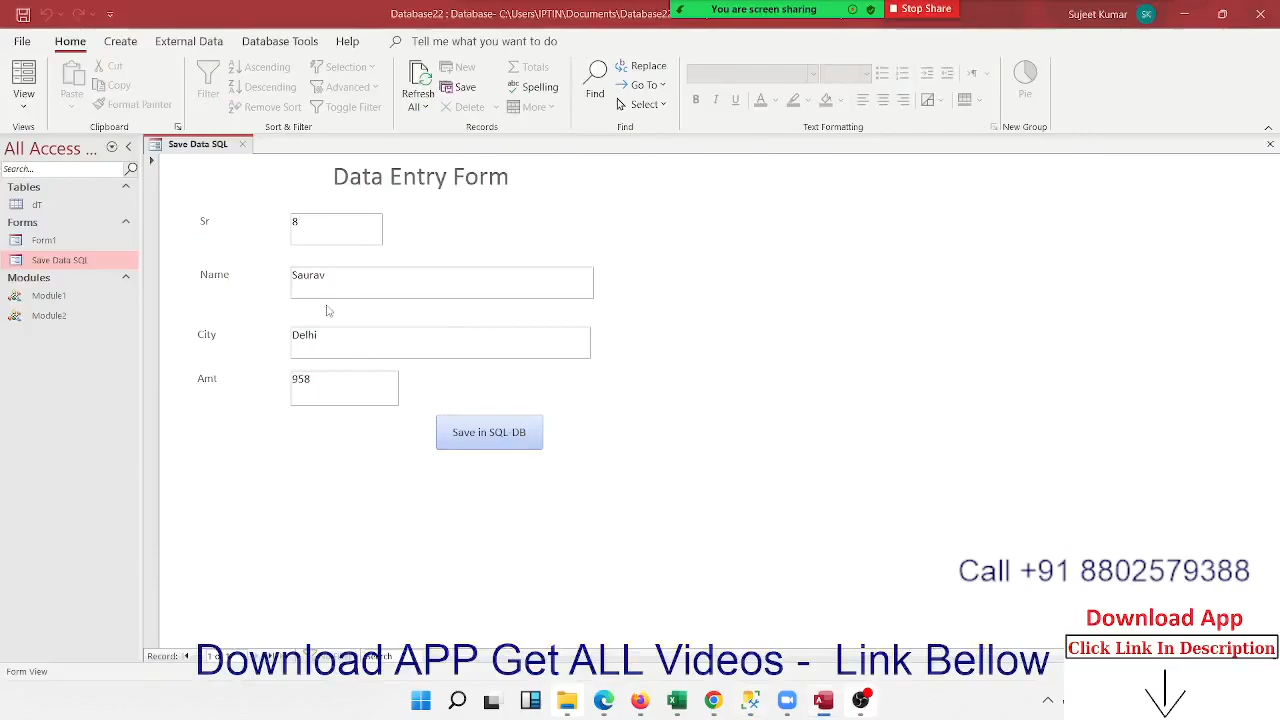 Database22 : Database- C:\Users\IPTIN\Documents\Database22
You are screen sharing
Stop Share
Sujeet Kumar
SK
File Home Create External Data Database Tools Help Tell me what you want to do
View
Views
Paste
Cut
Copy
Format Painter
Clipboard
Filter
Ascending
Descending
Remove Sort
Selection
Advanced
Toggle Filter
Sort & Filter
Refresh
All
New
Save
Delete
Totals
Spelling
More
Records
Find
Replace
Go To
Select
Find
B I U A
Text Formatting
Pie
New Group
All Access ...
Search...
Tables
dT
Forms
Form1
Save Data SQL
Modules
Module1
Module2
Save Data SQL
Data Entry Form
Sr 8
Name Saurav
City Delhi
Amt 958
Save in SQL-DB
Call +91 8802579388
Download App
Click Link In Description
Record:
Download APP Get ALL Videos - Link Bellow
Form View